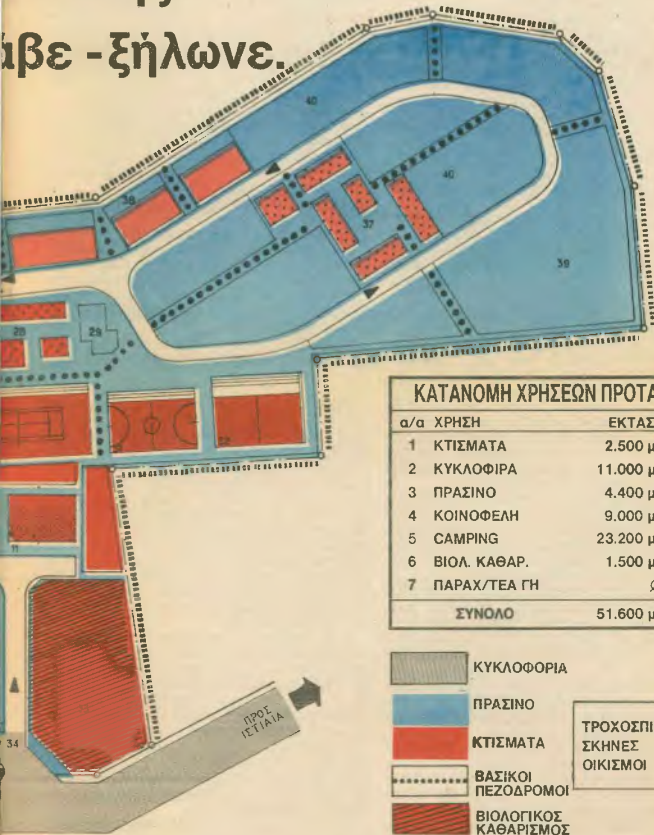 άβε - ξήλωνε.
40
38
40
37
39
28
29
11
34
ΠΡΟΣ
ΙΣΤΙΑΙΑ
ΚΑΤΑΝΟΜΗ ΧΡΗΣΕΩΝ ΠΡΟΤΑ
α/α ΧΡΗΣΗ ΕΚΤΑΣ
1 ΚΤΙΣΜΑΤΑ 2.500 μ
2 ΚΥΚΛΟΦΙΡΑ 11.000 μ
3 ΠΡΑΣΙΝΟ 4.400 μ
4 ΚΟΙΝΟΦΕΛΗ 9.000 μ
5 CAMPING 23.200 μ
6 ΒΙΟΛ. ΚΑΘΑΡ. 1.500 μ
7 ΠΑΡΑΧ/ΤΕΑ ΓΗ
ΣΥΝΟΛΟ 51.600 μ
ΚΥΚΛΟΦΟΡΙΑ
ΠΡΑΣΙΝΟ
ΚΤΙΣΜΑΤΑ
ΒΑΣΙΚΟΙ
ΠΕΖΟΔΡΟΜΟΙ
ΒΙΟΛΟΓΙΚΟΣ
ΚΑΘΑΡΙΣΜΟΣ
ΤΡΟΧΟΣΠΙ
ΣΚΗΝΕΣ
ΟΙΚΙΣΜΟΙ